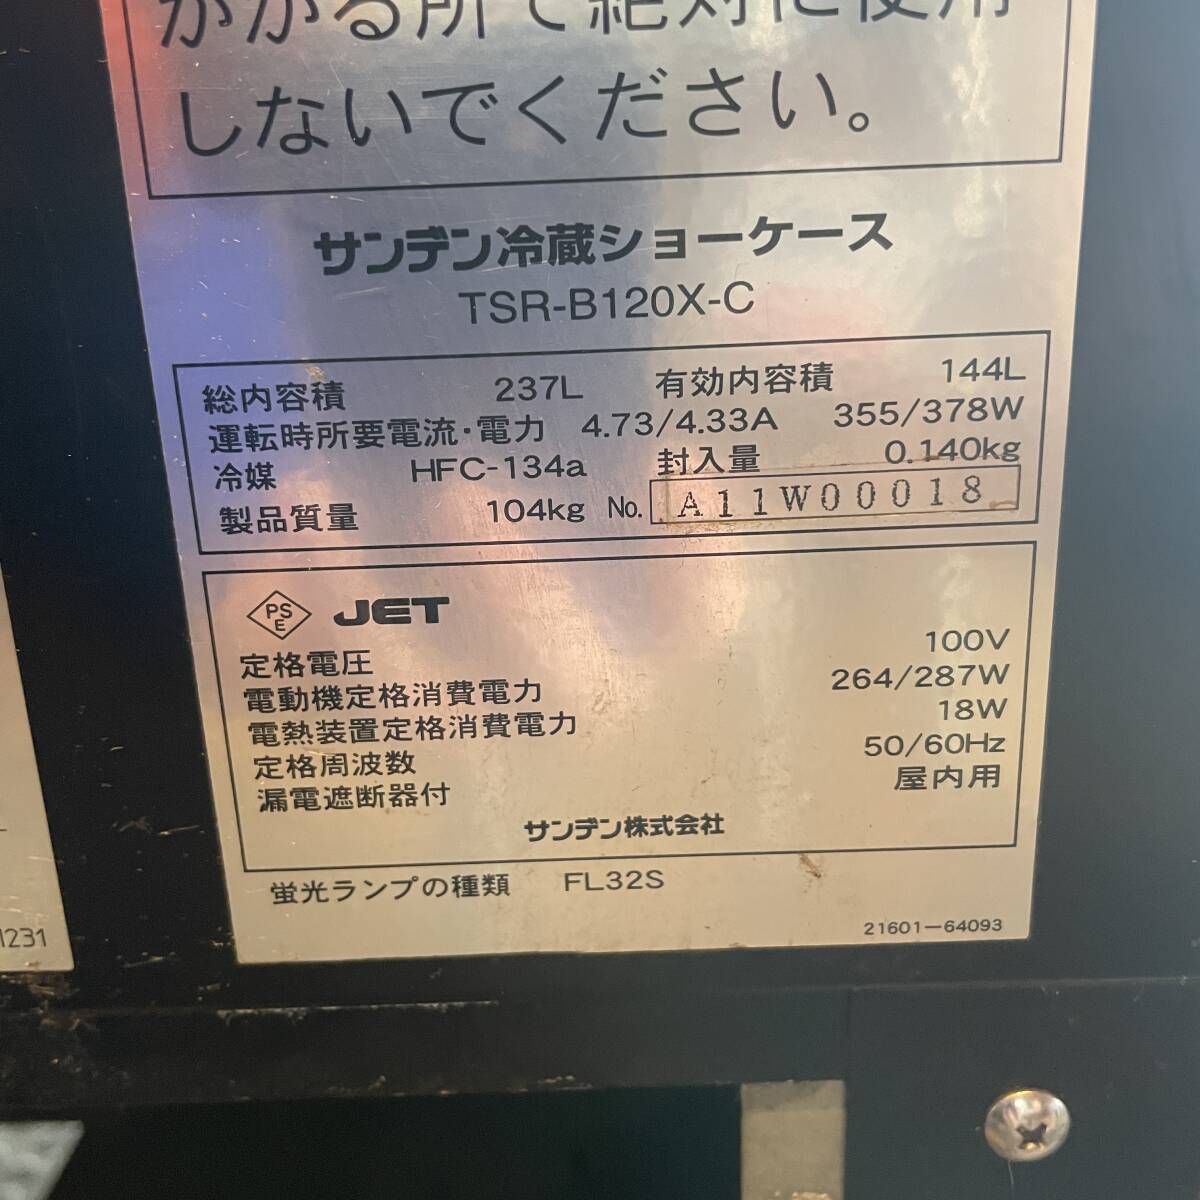 かかる所で絶対に使用
しないでください。
サンデン冷蔵ショーケース
TSR-B120X-C
総内容積 237L 有効内容積 144L
運転時所要電流・電力 4.73/4.33A 355/378W
冷媒 HFC-134a 封入量 0.140kg
製品質量 104kg No. A11W00018
PSE JET
定格電圧 100V
電動機定格消費電力 264/287W
電熱装置定格消費電力 18W
定格周波数 50/60Hz
漏電遮断器付 屋内用
サンデン株式会社
蛍光ランプの種類 FL32S
21601-64093
1231